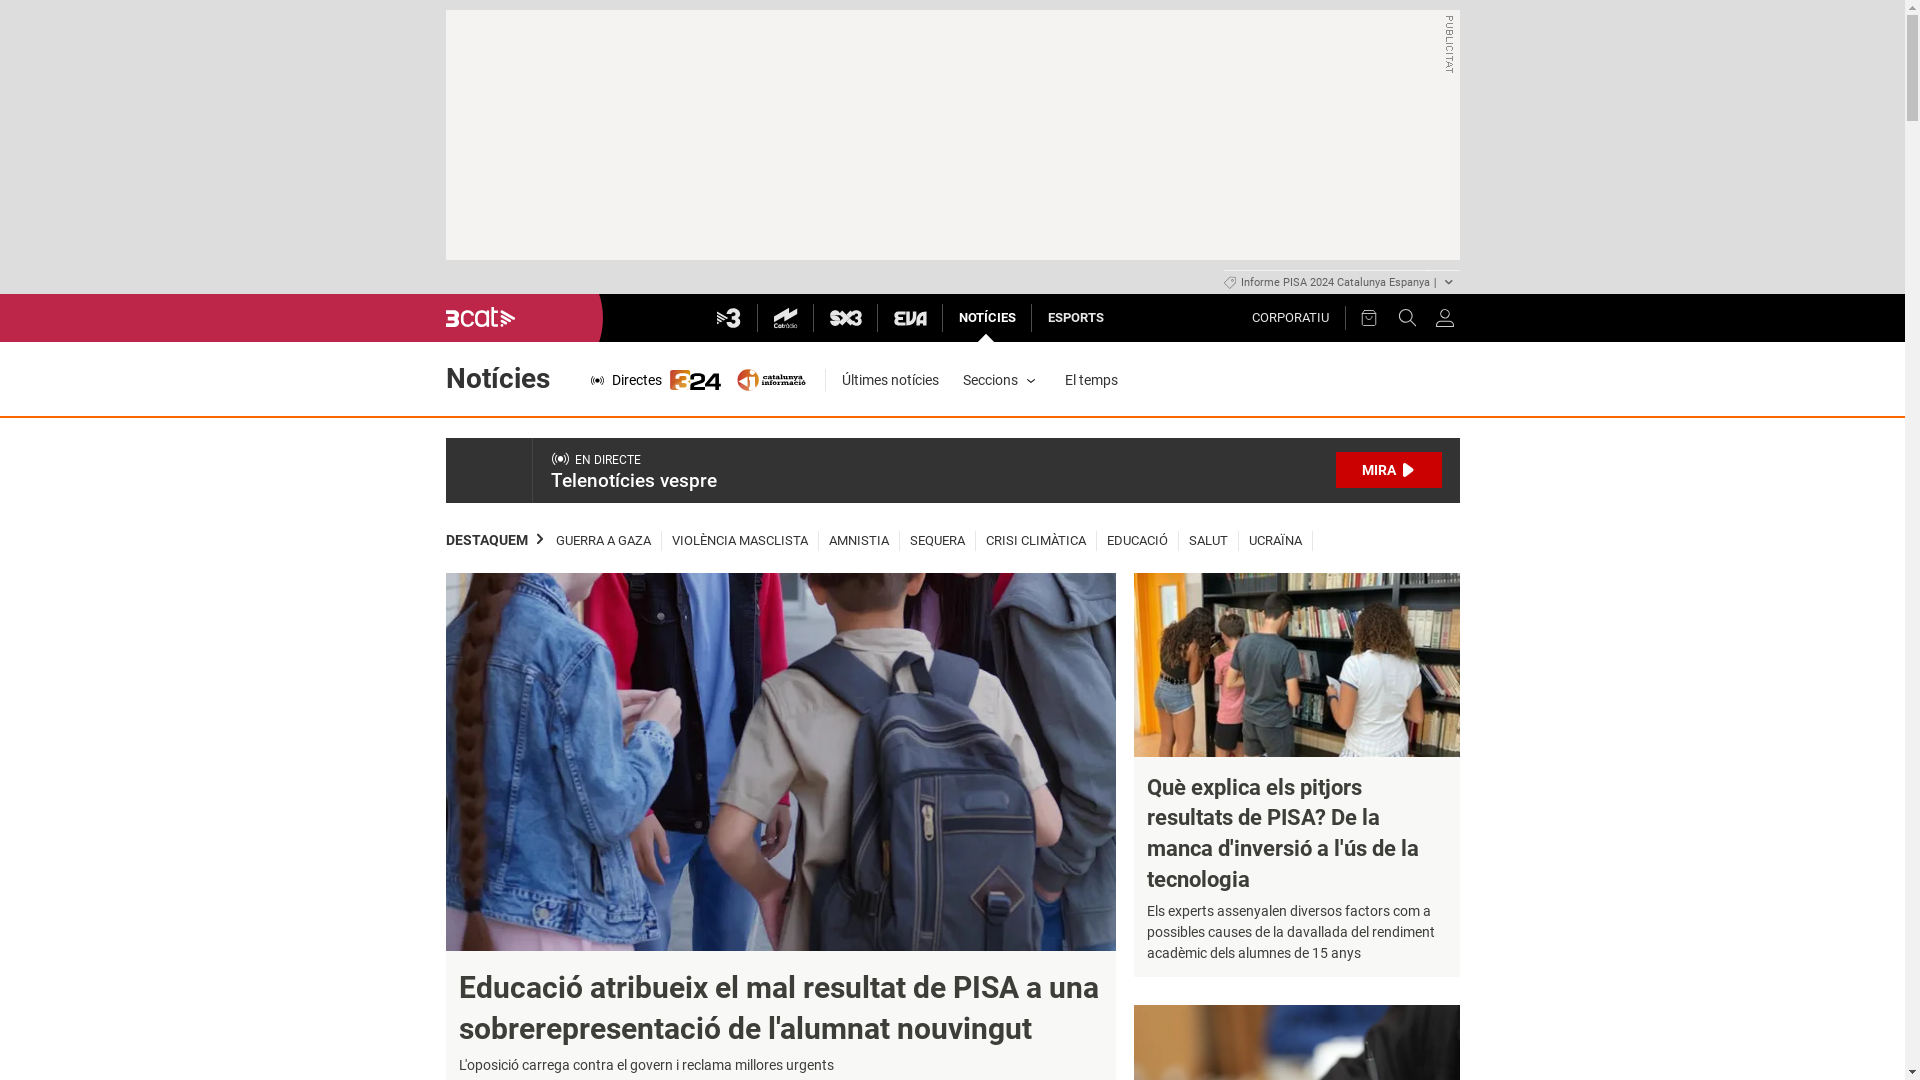 PUBLICITAT
Informe PISA 2024 Catalunya Espanya |
3cat
3
Catràdio
SX3
EVA
NOTÍCIES
ESPORTS
CORPORATIU
Notícies
Directes
324
catalunya
informació
Últimes notícies
Seccions
El temps
EN DIRECTE
Telenotícies vespre
MIRA
DESTAQUEM
GUERRA A GAZA
VIOLÈNCIA MASCLISTA
AMNISTIA
SEQUERA
CRISI CLIMÀTICA
EDUCACIÓ
SALUT
UCRAÏNA
Educació atribueix el mal resultat de PISA a una
sobrerepresentació de l'alumnat nouvingut
L'oposició carrega contra el govern i reclama millores urgents
Què explica els pitjors
resultats de PISA? De la
manca d'inversió a l'ús de la
tecnologia
Els experts assenyalen diversos factors com a
possibles causes de la davallada del rendiment
acadèmic dels alumnes de 15 anys